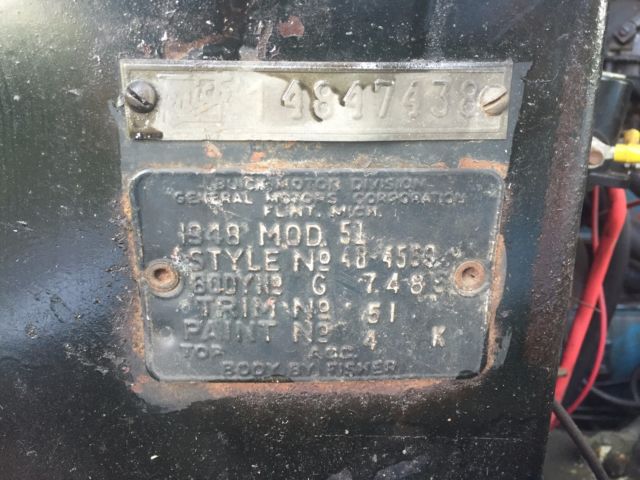 4847438
BUICK MOTOR DIVISION
GENERAL MOTORS CORPORATION
FLINT, MICH.
1948 MOD. 51
STYLE No 48-4569
BODY No G 748
TRIM No 51
PAINT No 4 K
TOP ACC.
BODY BY FISHER